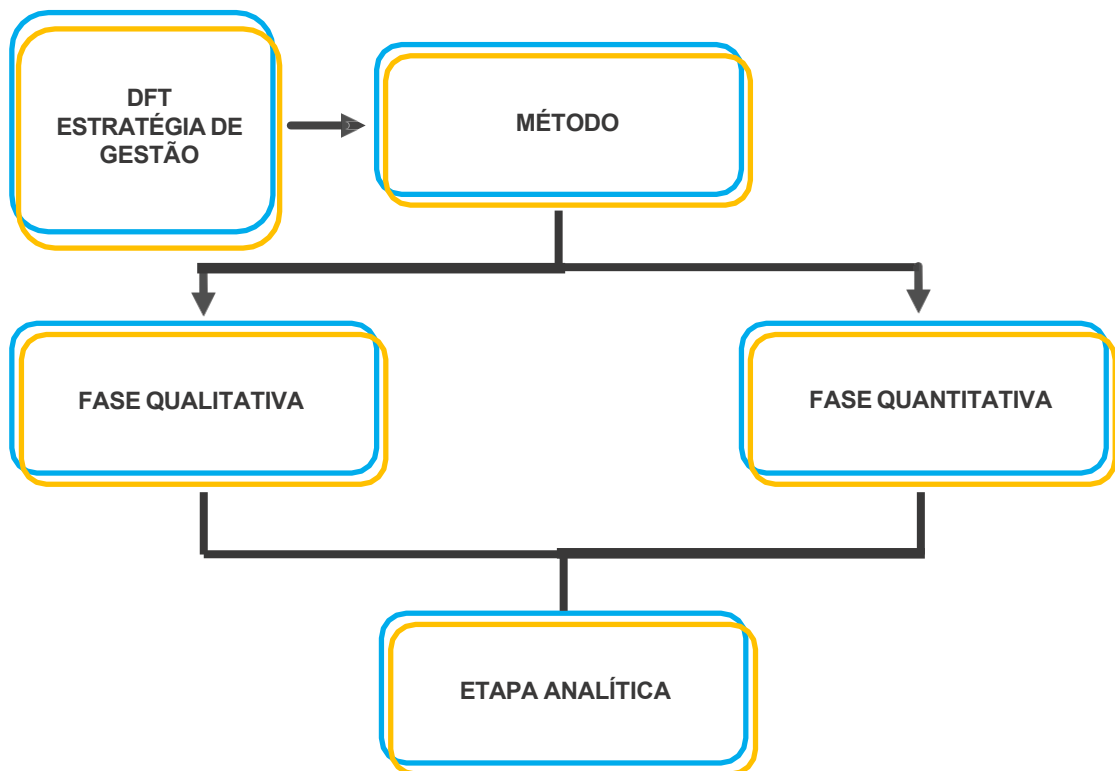 DFT
ESTRATÉGIA DE
GESTÃO
MÉTODO
FASE QUALITATIVA
FASE QUANTITATIVA
ETAPA ANALÍTICA